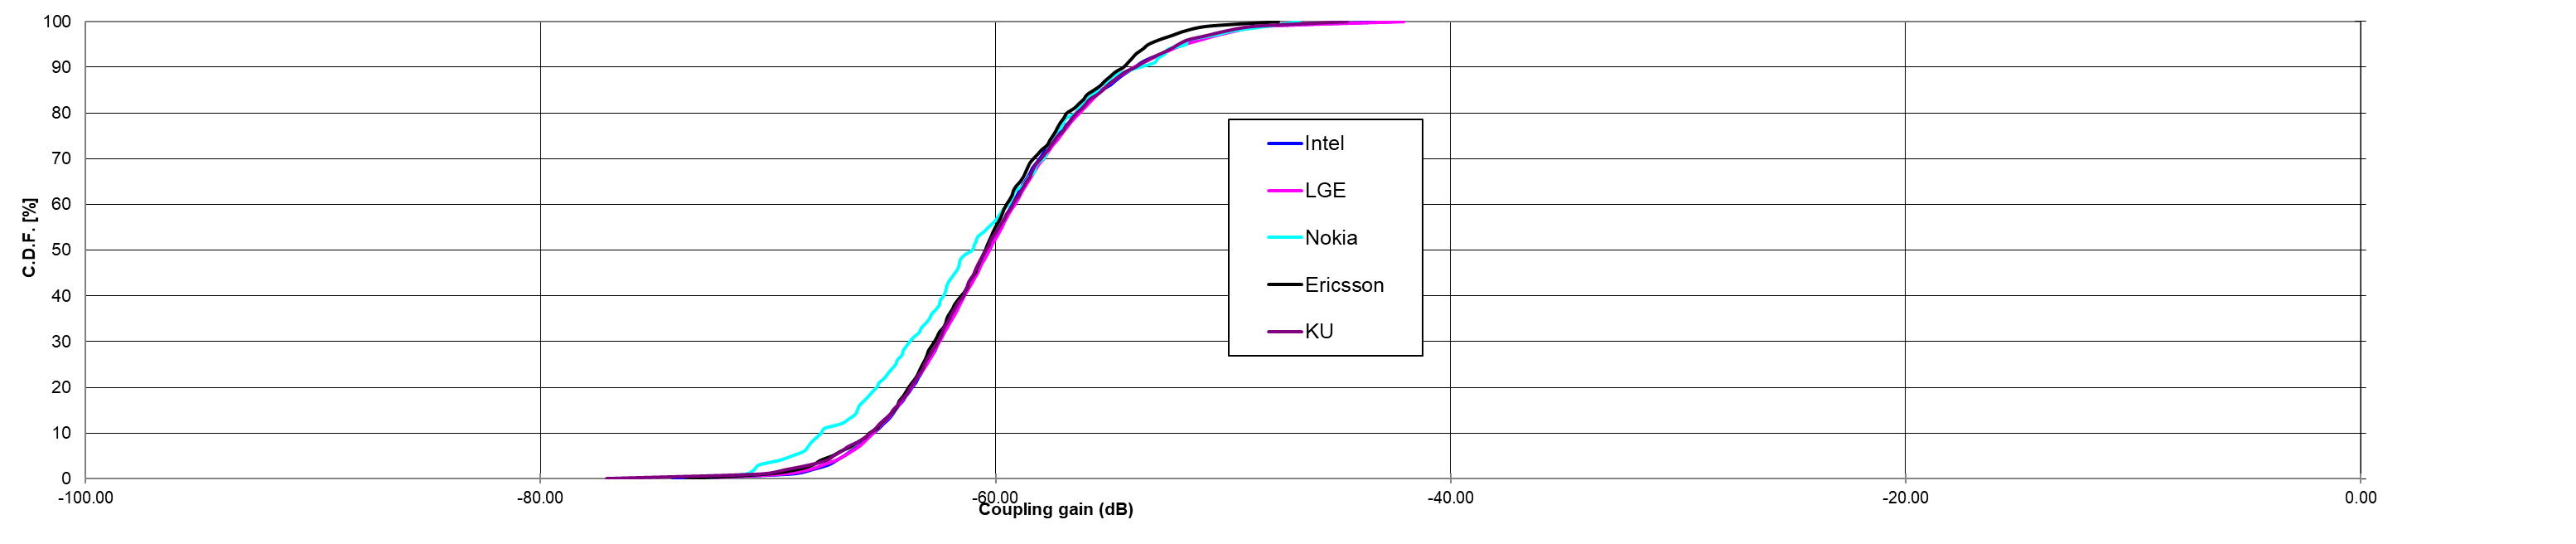 100
90
80
70
60
50
40
30
20
10
0
C.D.F. [%]
Intel
LGE
Nokia
Ericsson
KU
-100.00 -80.00 -60.00 -40.00 -20.00 0.00
Coupling gain (dB)